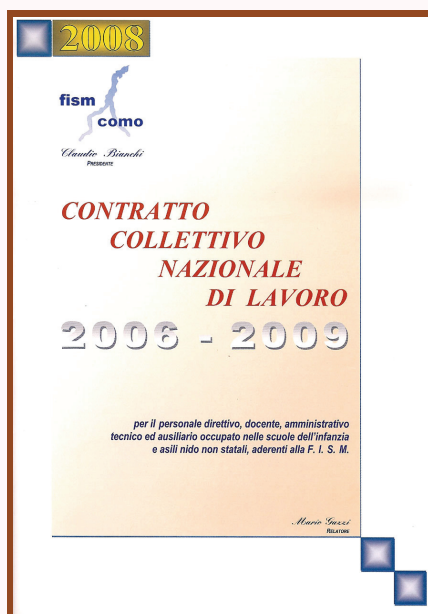 2008
fism
como
Claudio Bianchi
PRESIDENTE
CONTRATTO
COLLETTIVO
NAZIONALE
DI LAVORO
2006 - 2009
per il personale direttivo, docente, amministrativo
tecnico ed ausiliario occupato nelle scuole dell'infanzia
e asili nido non statali, aderenti alla F. I. S. M.
Mario Guzzi
RELATORE